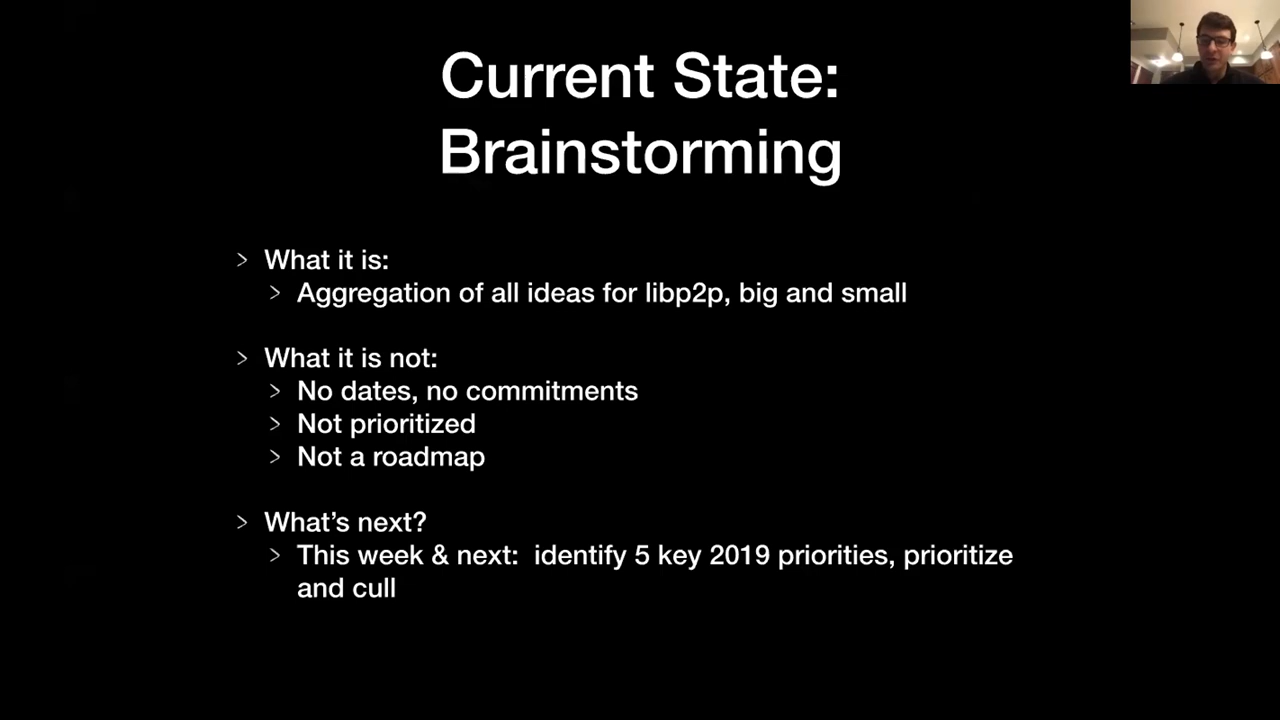 Current State:
Brainstorming
> What it is:
> Aggregation of all ideas for libp2p, big and small
> What it is not:
> No dates, no commitments
> Not prioritized
> Not a roadmap
> What’s next?
> This week & next:  identify 5 key 2019 priorities, prioritize
and cull